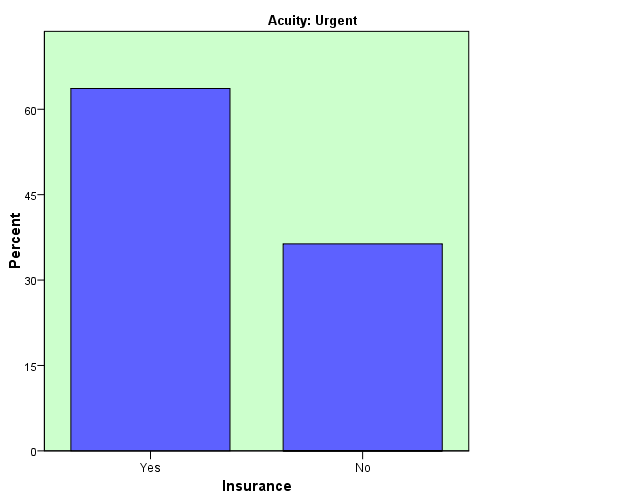 Acuity: Urgent
Percent
60
45
30
15
0
Yes No
Insurance